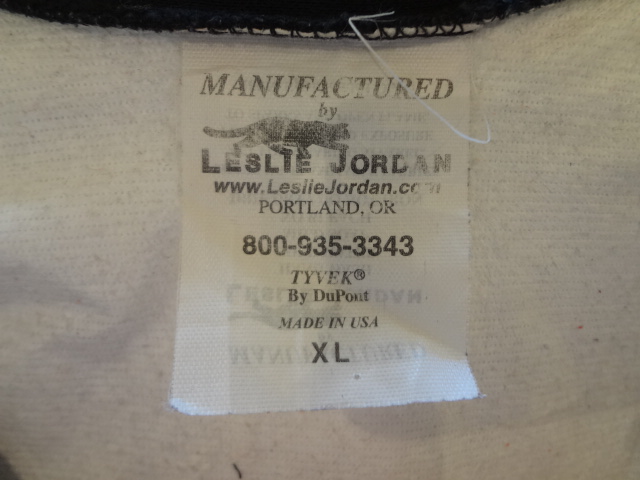 MANUFACTURED
by
LESLIE JORDAN
www.LeslieJordan.com
PORTLAND, OR
800-935-3343
TYVEK®
By DuPont
MADE IN USA
XL